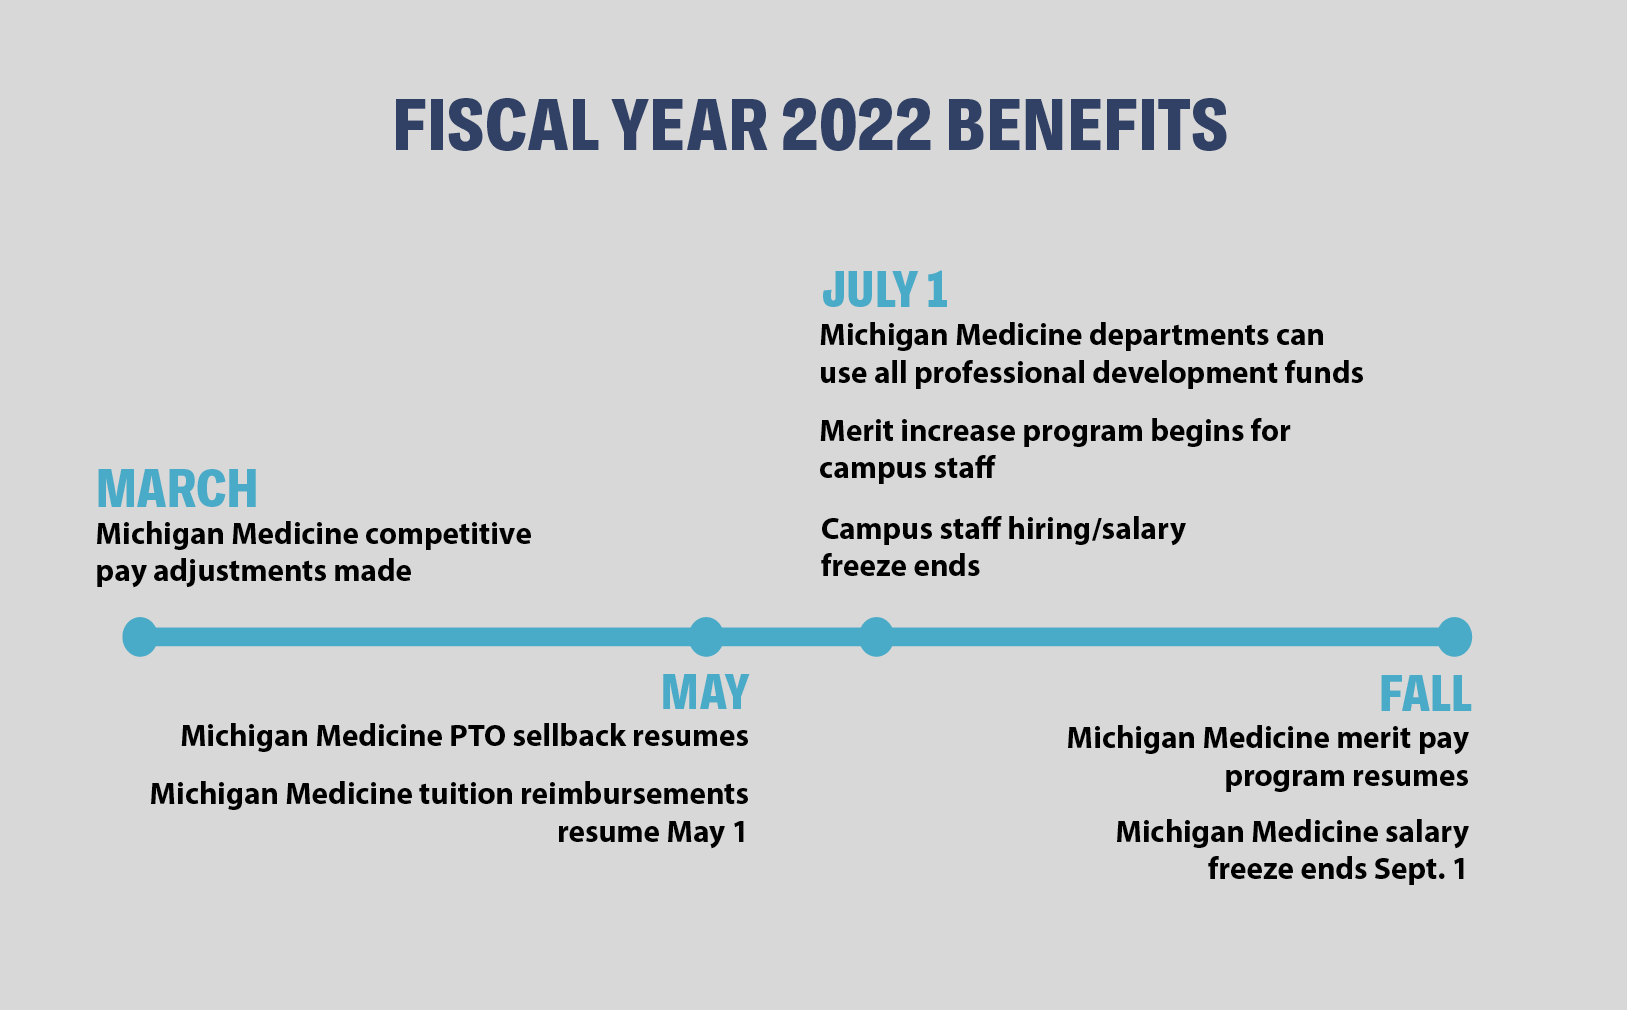 FISCAL YEAR 2022 BENEFITS
MARCH
Michigan Medicine competitive
pay adjustments made
MAY
Michigan Medicine PTO sellback resumes
Michigan Medicine tuition reimbursements
resume May 1
JULY 1
Michigan Medicine departments can
use all professional development funds
Merit increase program begins for
campus staff
Campus staff hiring/salary
freeze ends
FALL
Michigan Medicine merit pay
program resumes
Michigan Medicine salary
freeze ends Sept. 1